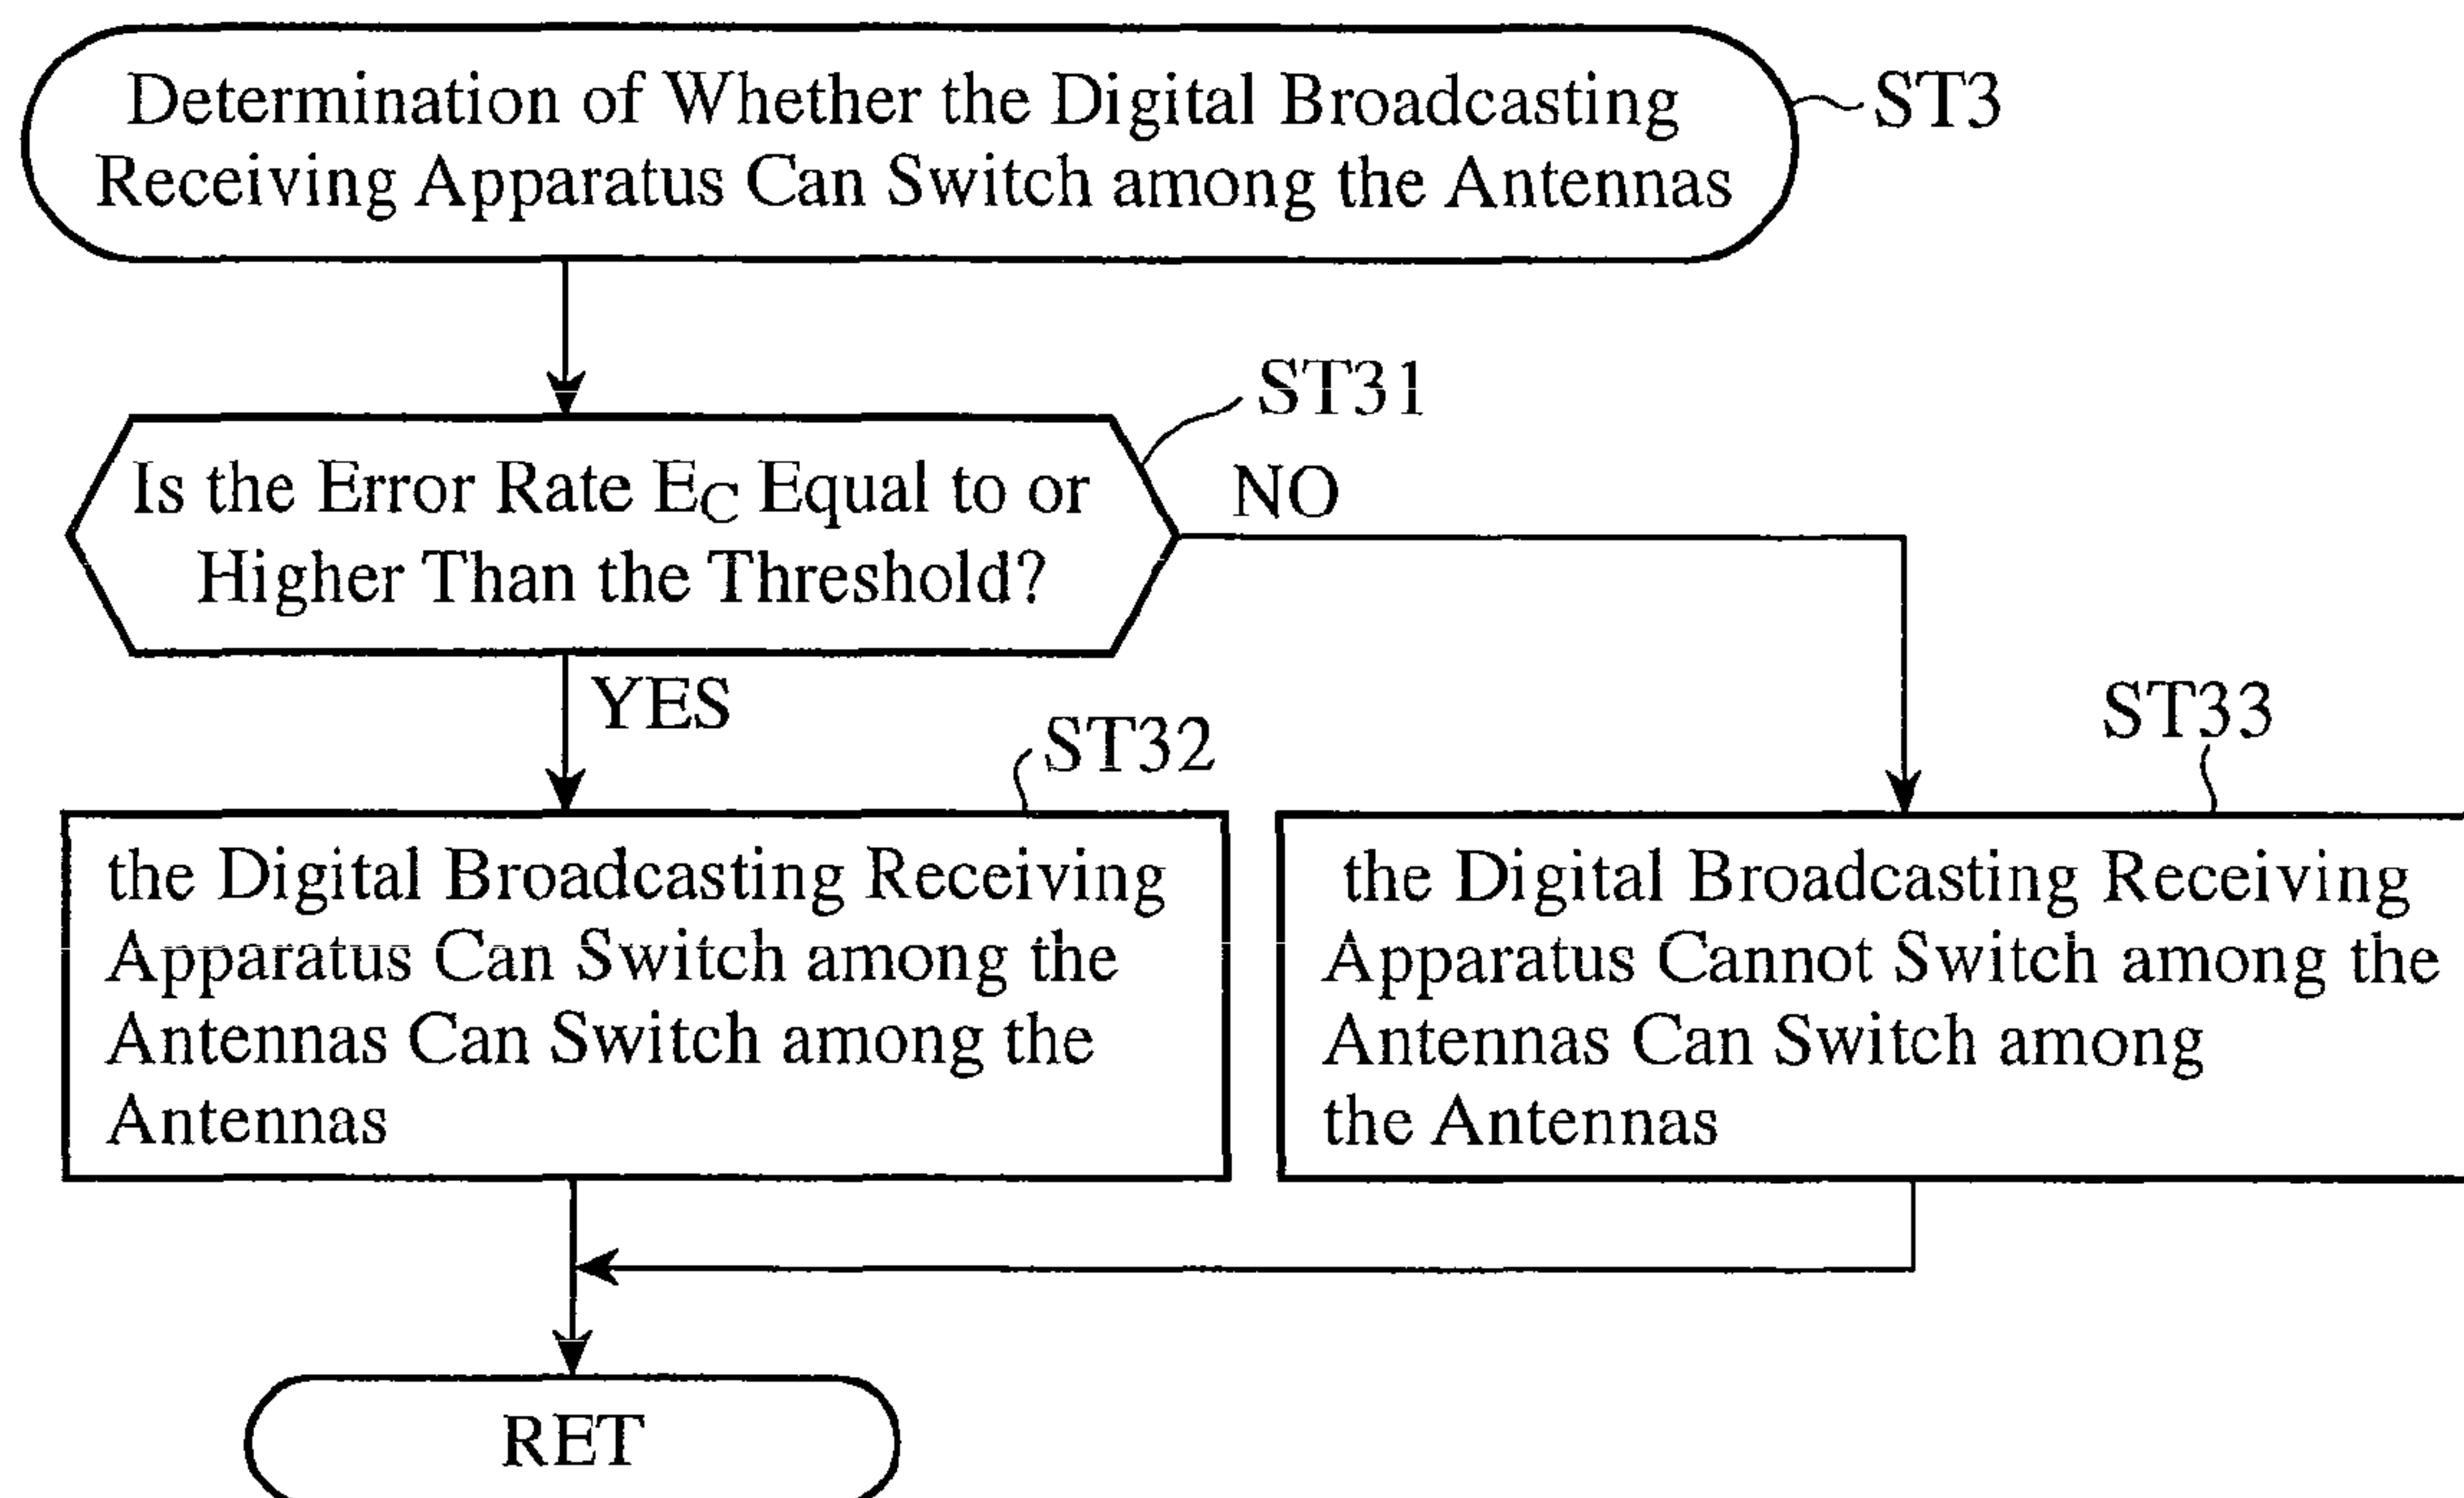 Determination of Whether the Digital Broadcasting
Receiving Apparatus Can Switch among the Antennas
ST3
ST31
Is the Error Rate EC Equal to or
Higher Than the Threshold?
NO
YES
ST32
ST33
the Digital Broadcasting Receiving
Apparatus Can Switch among the
Antennas Can Switch among the
Antennas
the Digital Broadcasting Receiving
Apparatus Cannot Switch among the
Antennas Can Switch among
the Antennas
RET